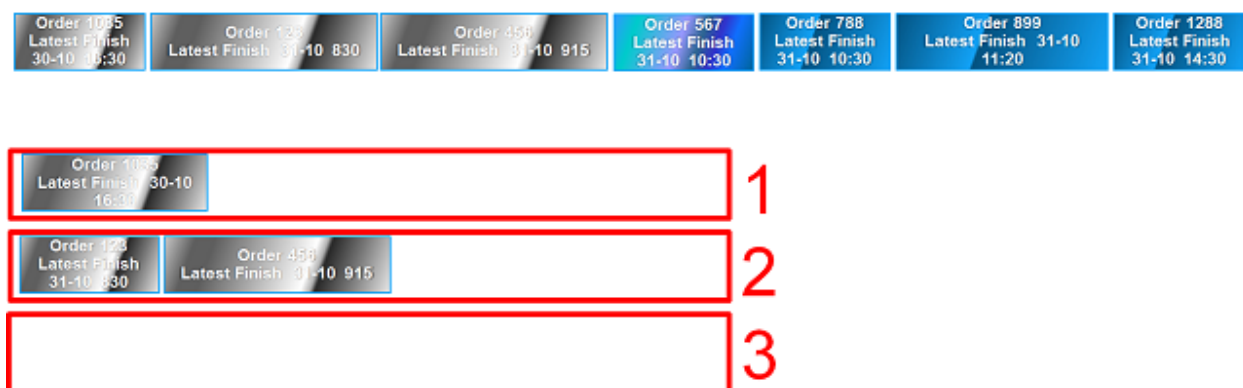 Order 1035
Latest Finish
30-10 16:30
Order 123
Latest Finish 31-10 830
Order 456
Latest Finish 31-10 915
Order 567
Latest Finish
31-10 10:30
Order 788
Latest Finish
31-10 10:30
Order 899
Latest Finish 31-10
11:20
Order 1288
Latest Finish
31-10 14:30
Order 1035
Latest Finish 30-10
16:30
1
Order 123
Latest Finish
31-10 830
Order 456
Latest Finish 31-10 915
2
3